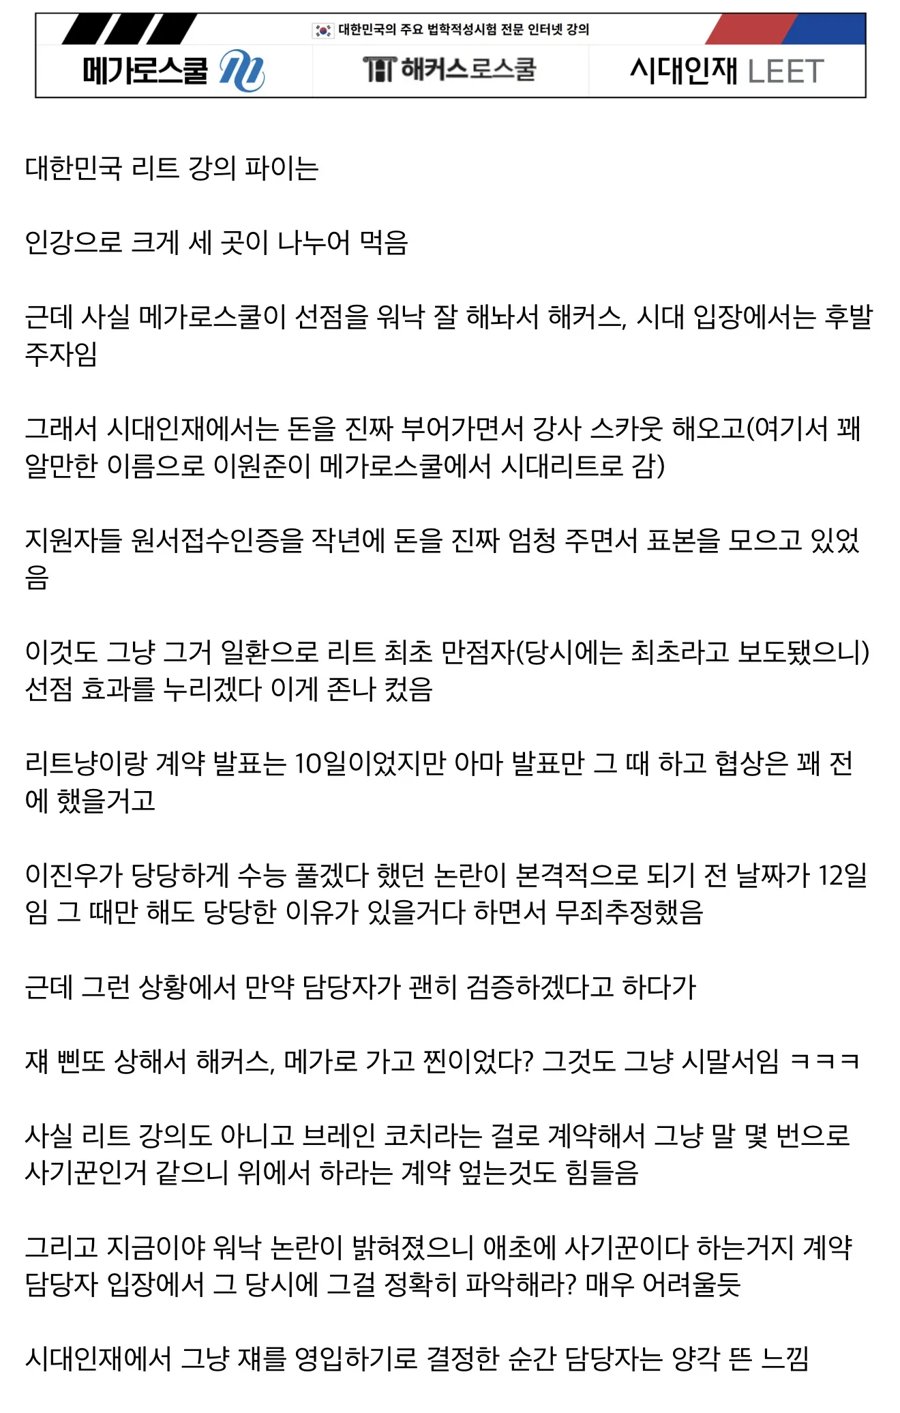 대한민국의 주요 법학적성시험 전문 인터넷 강의
메가로스쿨 해커스로스쿨 시대인재 LEET
대한민국 리트 강의 파이는
인강으로 크게 세 곳이 나누어 먹음
근데 사실 메가로스쿨이 선점을 워낙 잘 해놔서 해커스, 시대 입장에서는 후발
주자임
그래서 시대인재에서는 돈을 진짜 부어가면서 강사 스카웃 해오고(여기서 꽤
알만한 이름으로 이원준이 메가로스쿨에서 시대리트로 감)
지원자들 원서접수인증을 작년에 돈을 진짜 엄청 주면서 표본을 모으고 있었
음
이것도 그냥 그거 일환으로 리트 최초 만점자(당시에는 최초라고 보도됐으니)
선점 효과를 누리겠다 이게 존나 컸음
리트냥이랑 계약 발표는 10일이었지만 아마 발표만 그 때 하고 협상은 꽤 전
에 했을거고
이진우가 당당하게 수능 풀겠다 했던 논란이 본격적으로 되기 전 날짜가 12일
임 그 때만 해도 당당한 이유가 있을거다 하면서 무죄추정했음
근데 그런 상황에서 만약 담당자가 괜히 검증하겠다고 하다가
쟤 삔또 상해서 해커스, 메가로 가고 찐이었다? 그것도 그냥 시말서임 ㅋㅋㅋ
사실 리트 강의도 아니고 브레인 코치라는 걸로 계약해서 그냥 말 몇 번으로
사기꾼인거 같으니 위에서 하라는 계약 엎는것도 힘들음
그리고 지금이야 워낙 논란이 밝혀졌으니 애초에 사기꾼이다 하는거지 계약
담당자 입장에서 그 당시에 그걸 정확히 파악해라? 매우 어려울듯
시대인재에서 그냥 쟤를 영입하기로 결정한 순간 담당자는 양각 뜬 느낌